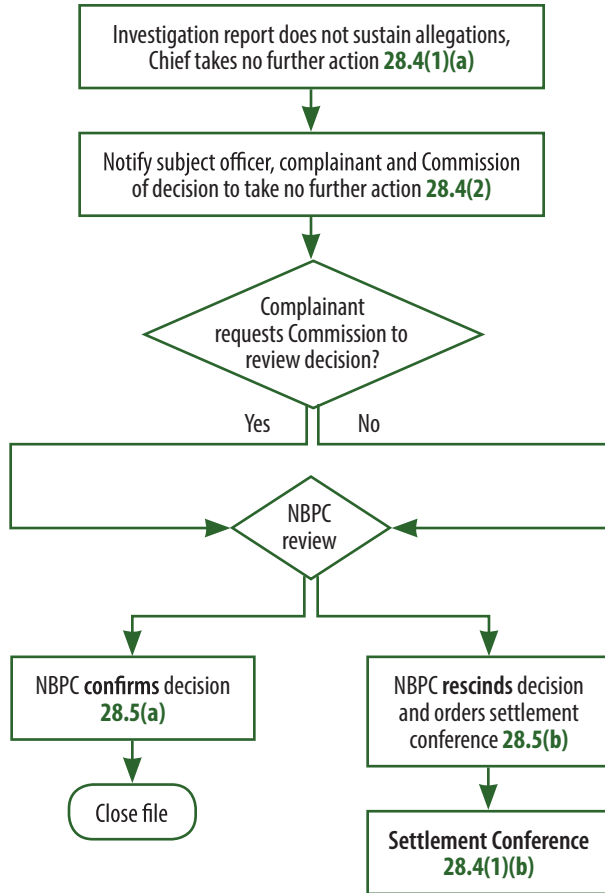 Investigation report does not sustain allegations,
Chief takes no further action 28.4(1)(a)
Notify subject officer, complainant and Commission
of decision to take no further action 28.4(2)
Complainant
requests Commission to
review decision?
Yes
No
NBPC
review
NBPC confirms decision
28.5(a)
NBPC rescinds decision
and orders settlement
conference 28.5(b)
Close file
Settlement Conference
28.4(1)(b)